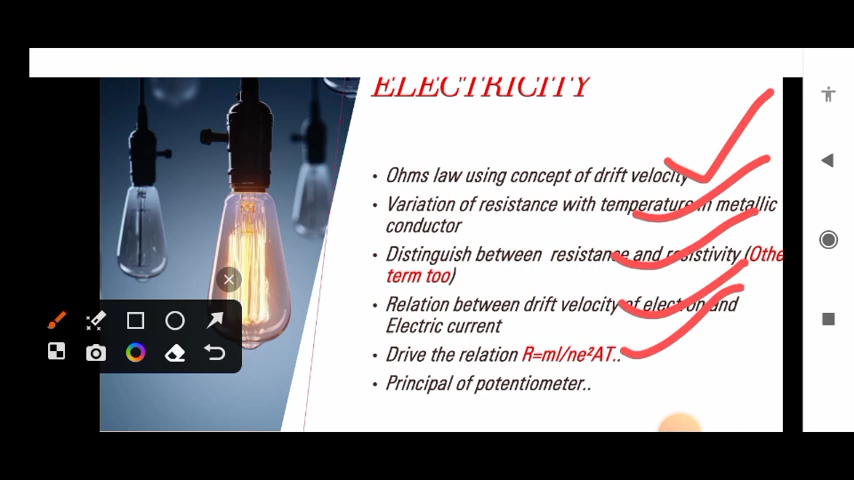 ELECTRICITY
• Ohms law using concept of drift velocity
• Variation of resistance with temperature in metallic
conductor
• Distinguish between resistance and resistivity (Othe
term too)
• Relation between drift velocity of electron and
Electric current
• Drive the relation R=ml/ne²AT..
• Principal of potentiometer..